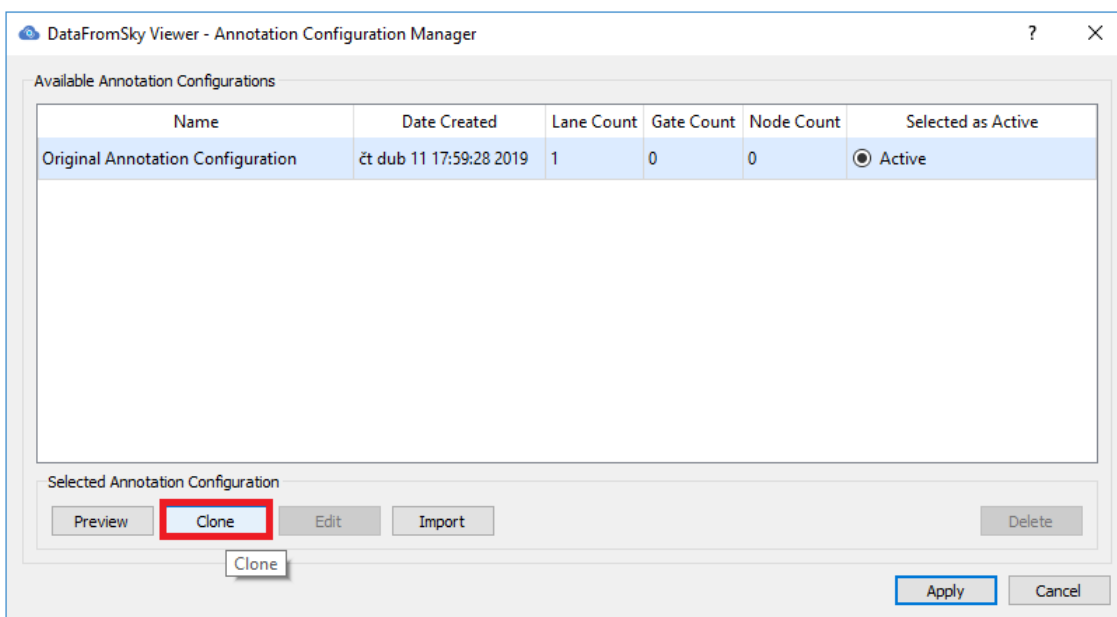 DataFromSky Viewer - Annotation Configuration Manager ?
Available Annotation Configurations
Name Date Created Lane Count Gate Count Node Count Selected as Active
Original Annotation Configuration čt dub 11 17:59:28 2019 1 0 0 Active
Selected Annotation Configuration
Preview Clone Edit Import Delete
Clone
Apply Cancel